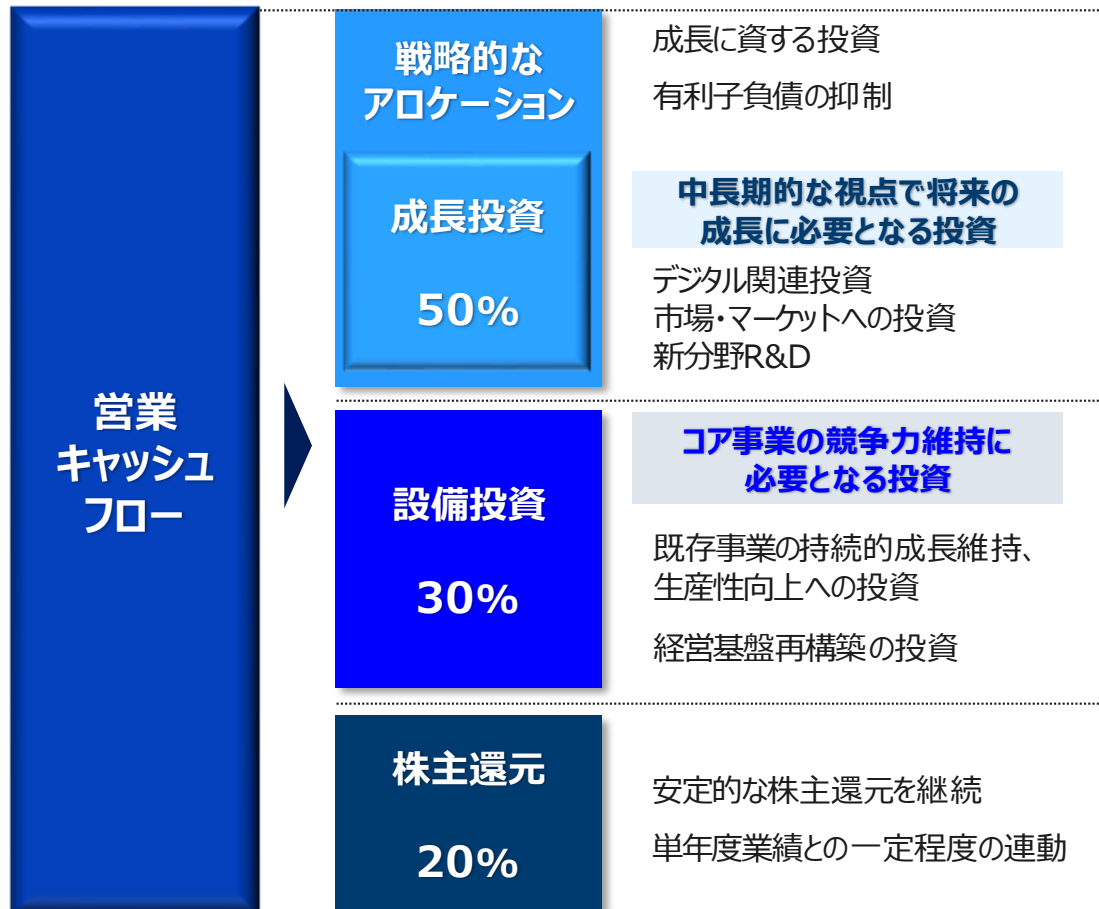 営業
キャッシュ
フロー
戦略的な
アロケーション
成長に資する投資
有利子負債の抑制
成長投資
50%
中長期的な視点で将来の
成長に必要となる投資
デジタル関連投資
市場・マーケットへの投資
新分野R&D
設備投資
30%
コア事業の競争力維持に
必要となる投資
既存事業の持続的成長維持、
生産性向上への投資
経営基盤再構築の投資
株主還元
20%
安定的な株主還元を継続
単年度業績との一定程度の連動